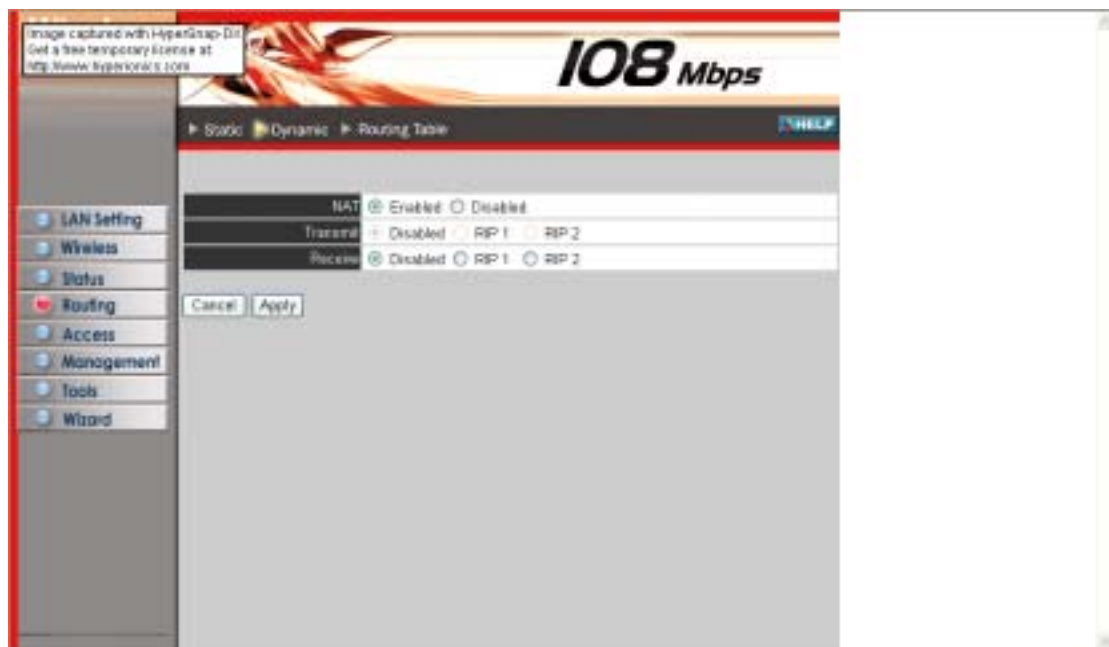 Image captured with HyperSnap-DX
Get a free temporary license at
http://www.hyperionics.com
108 Mbps
Static Dynamic Routing Table HELP
NAT Enabled Disabled
Transmit Disabled RIP 1 RIP 2
Receive Disabled RIP 1 RIP 2
Cancel Apply
LAN Setting
Wireless
Status
Routing
Access
Management
Tools
Wizard